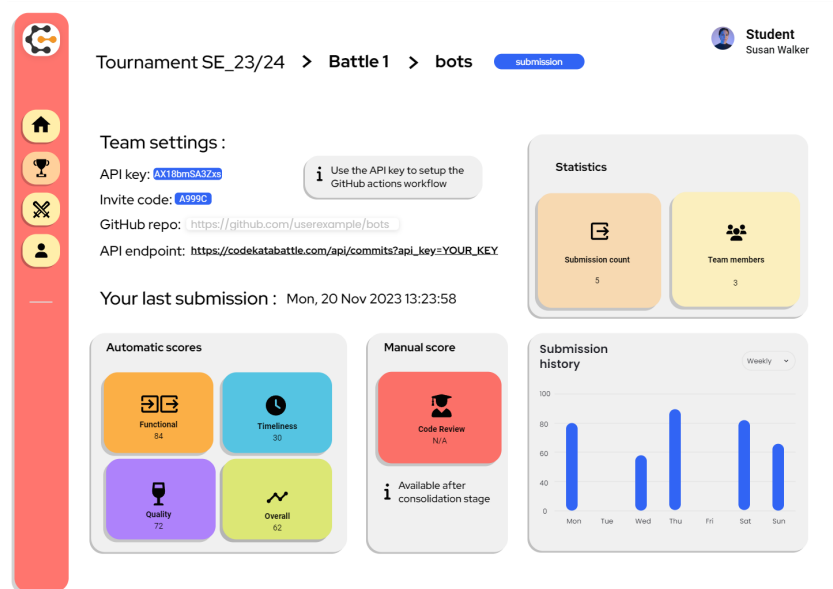 Tournament SE_23/24 > Battle 1 > bots submission
Student
Susan Walker
Team settings :
API key: AX18bmSA3Zxs
Invite code: A999C
GitHub repo: https://github.com/userexample/bots
API endpoint: https://codekatabattle.com/api/commits?api_key=YOUR_KEY
Use the API key to setup the
GitHub actions workflow
Statistics
Submission count
5
Team members
3
Your last submission : Mon, 20 Nov 2023 13:23:58
Automatic scores
Functional
84
Timeliness
30
Quality
72
Overall
62
Manual score
Code Review
N/A
Available after
consolidation stage
Submission
history
Weekly
100
80
60
40
0
Mon Tue Wed Thu Fri Sat Sun